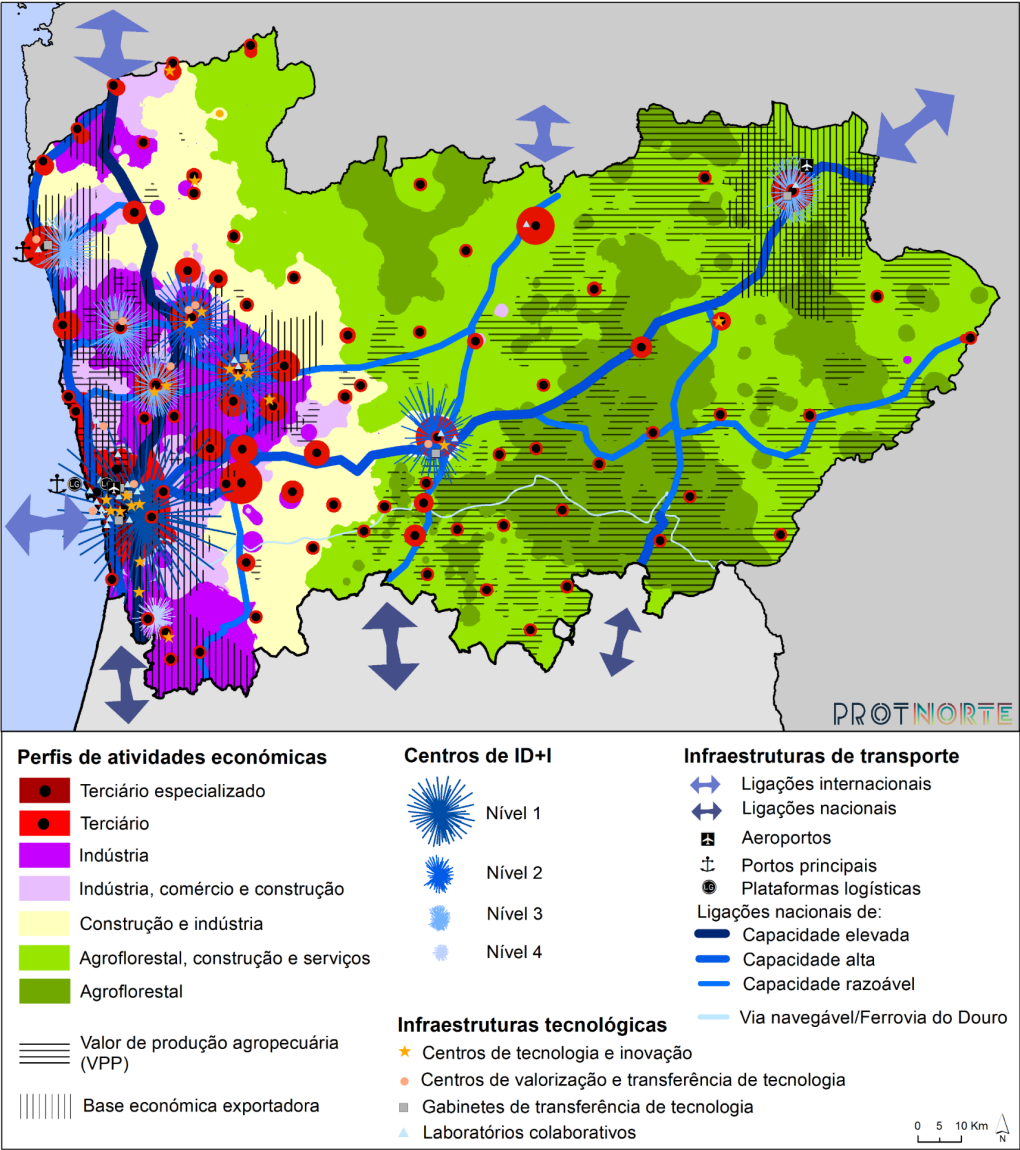 LG
LG
PROTNORTE
Perfis de atividades económicas
Terciário especializado
Terciário
Indústria
Indústria, comércio e construção
Construção e indústria
Agroflorestal, construção e serviços
Agroflorestal
Valor de produção agropecuária
(VPP)
Base económica exportadora
Centros de ID+I
Nível 1
Nível 2
Nível 3
Nível 4
Infraestruturas tecnológicas
Centros de tecnologia e inovação
Centros de valorização e transferência de tecnologia
Gabinetes de transferência de tecnologia
Laboratórios colaborativos
Infraestruturas de transporte
Ligações internacionais
Ligações nacionais
Aeroportos
Portos principais
LG Plataformas logísticas
Ligações nacionais de:
Capacidade elevada
Capacidade alta
Capacidade razoável
Via navegável/Ferrovia do Douro
0 5 10 Km
N